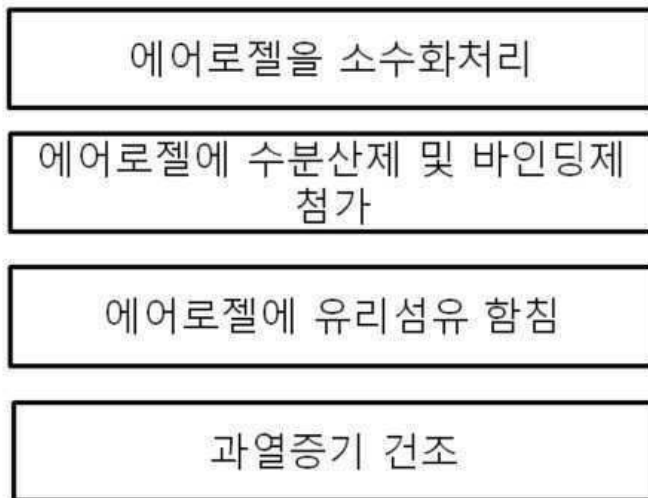 에어로젤을 소수화처리
에어로젤에 수분산제 및 바인딩제
첨가
에어로젤에 유리섬유 함침
과열증기 건조